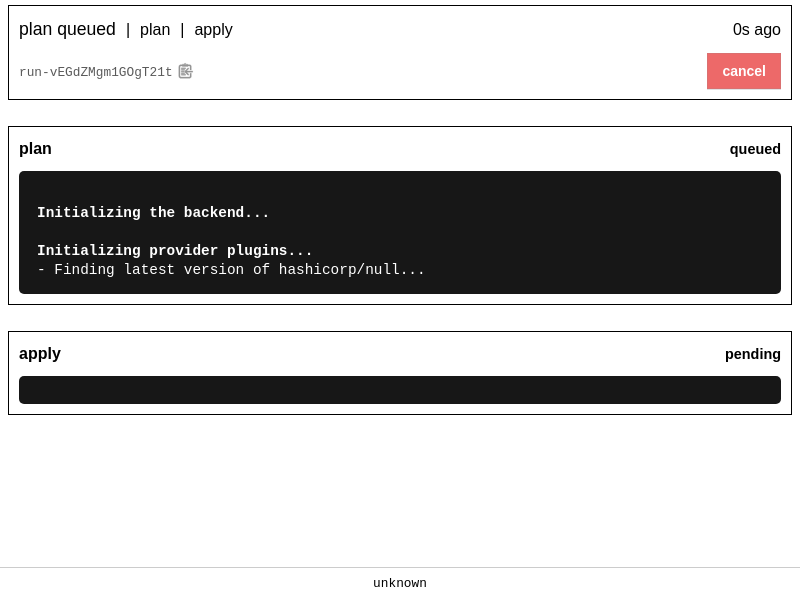 plan queued | plan | apply 0s ago
run-vEGdZMgm1GOgT21t cancel
plan queued
Initializing the backend...
Initializing provider plugins...
- Finding latest version of hashicorp/null...
apply pending
unknown